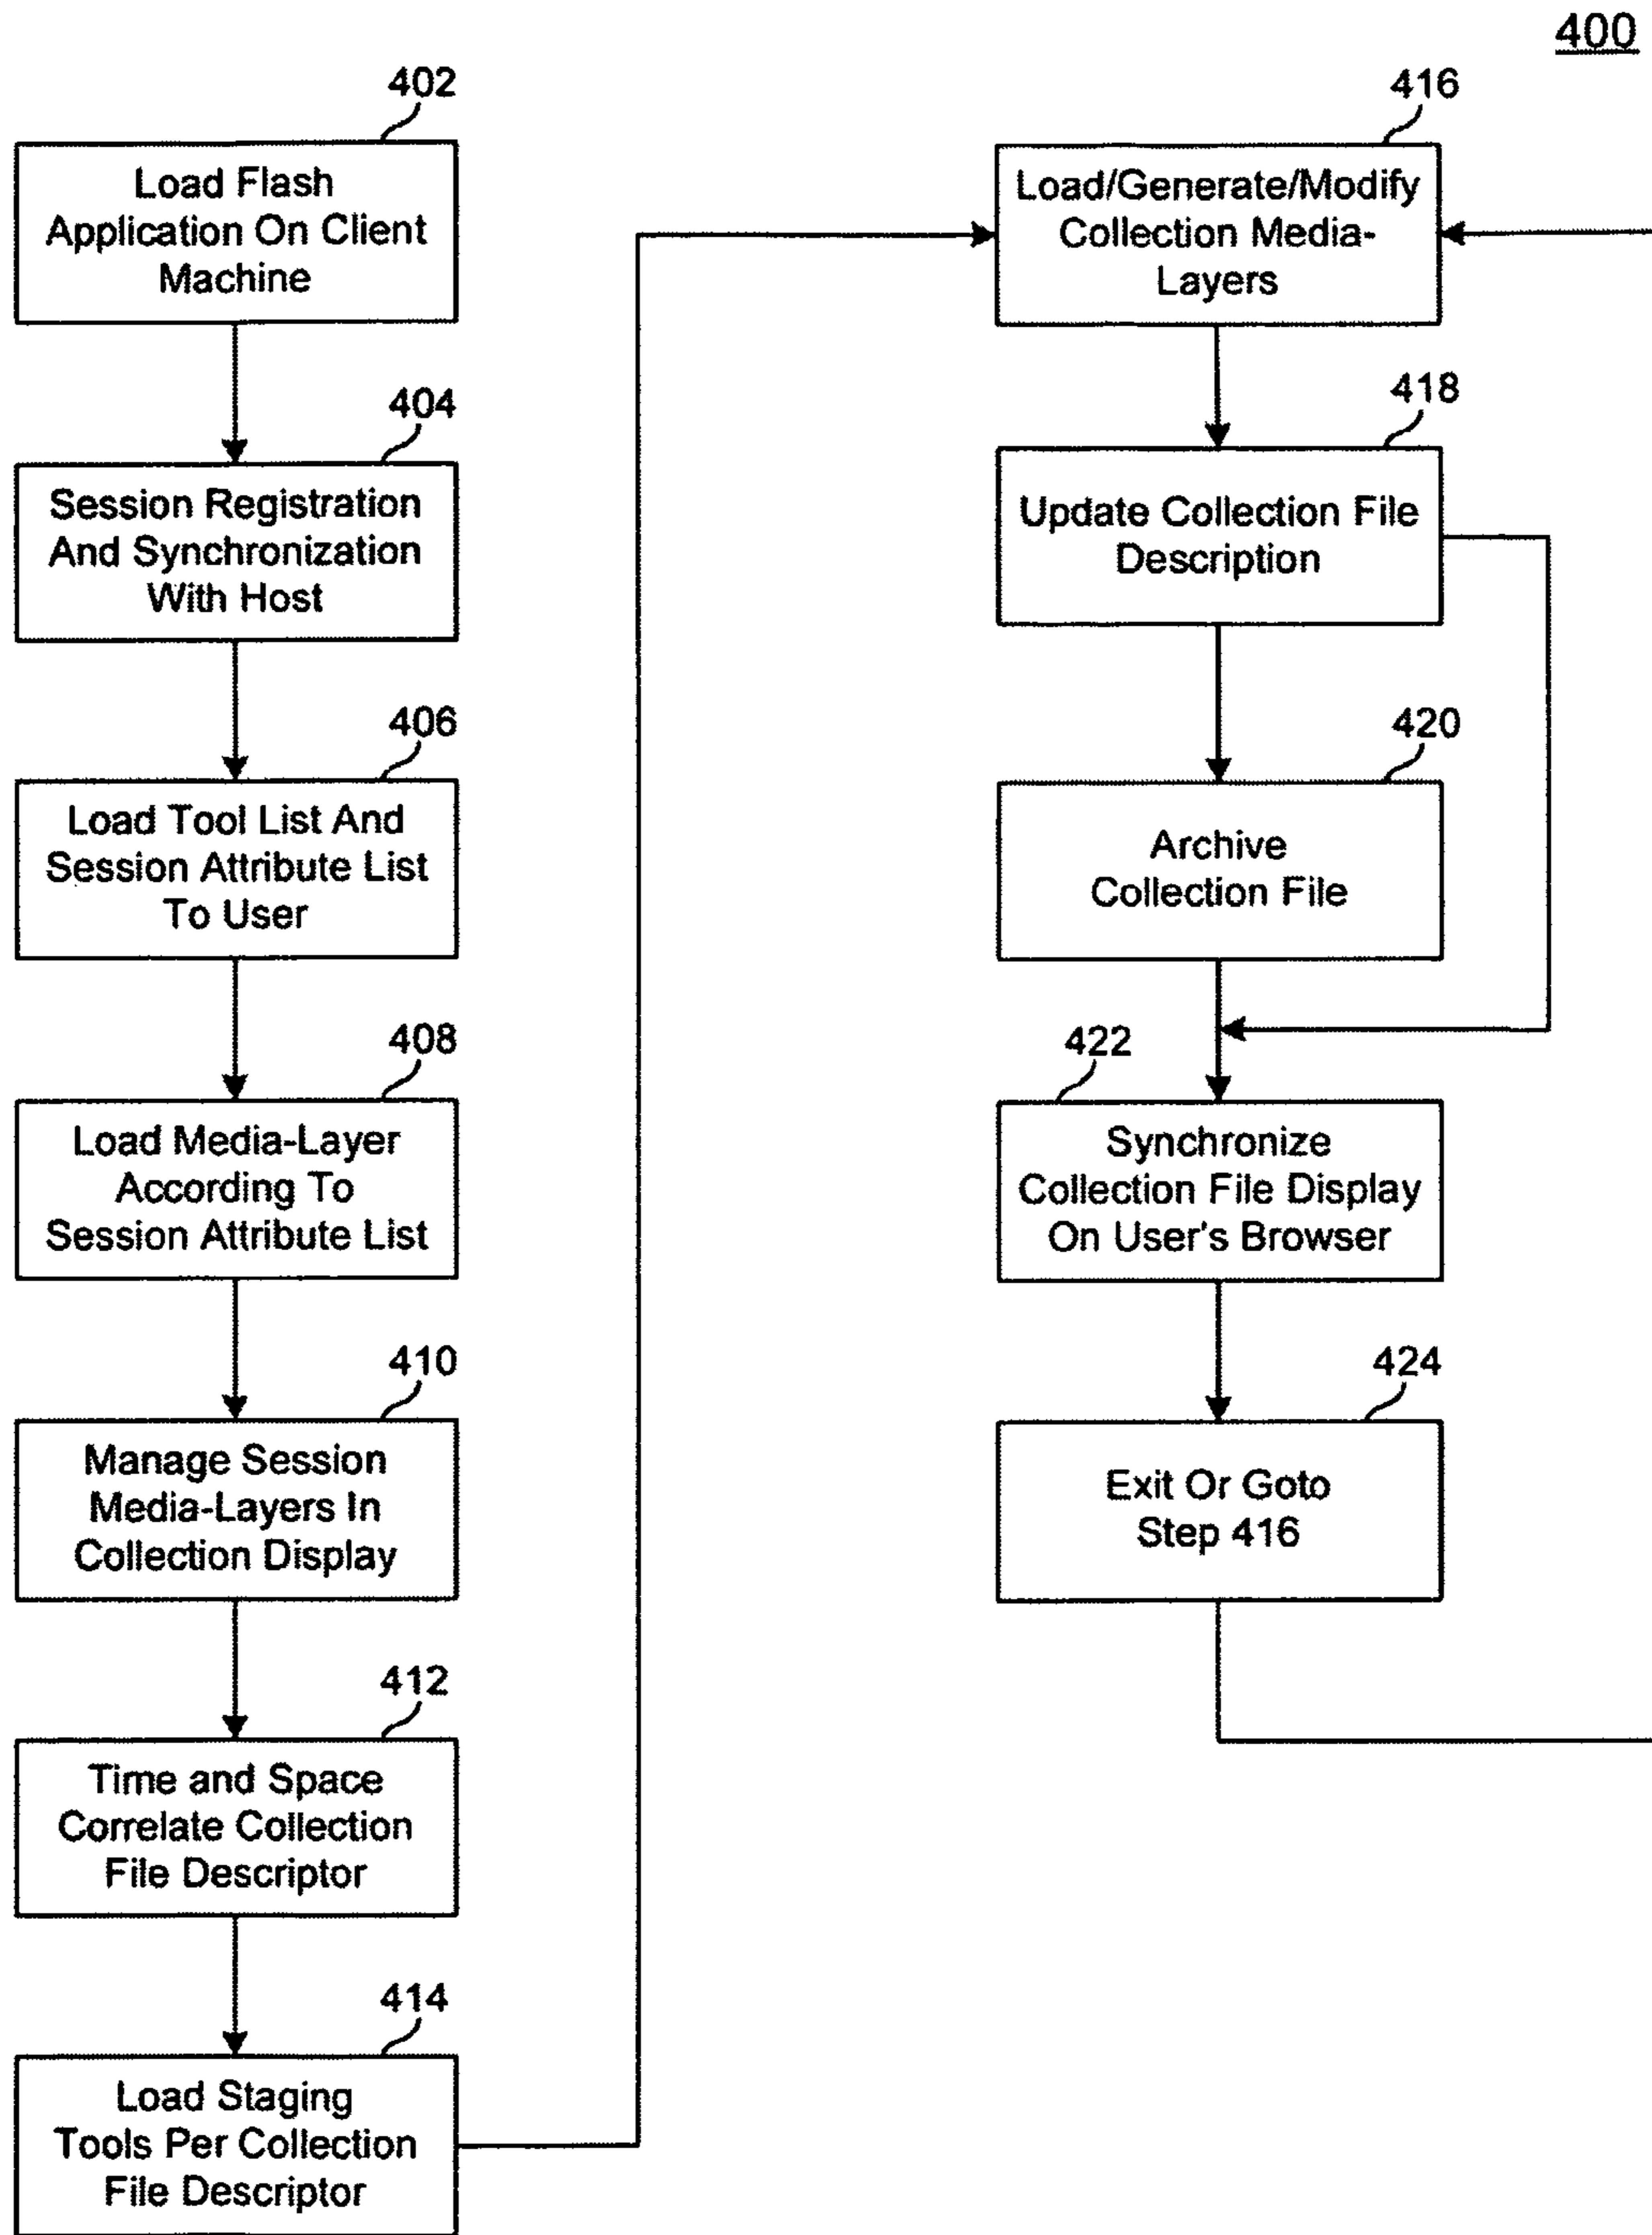 400
402
Load Flash
Application On Client
Machine
404
Session Registration
And Synchronization
With Host
406
Load Tool List And
Session Attribute List
To User
408
Load Media-Layer
According To
Session Attribute List
410
Manage Session
Media-Layers In
Collection Display
412
Time and Space
Correlate Collection
File Descriptor
414
Load Staging
Tools Per Collection
File Descriptor
416
Load/Generate/Modify
Collection Media-
Layers
418
Update Collection File
Description
420
Archive
Collection File
422
Synchronize
Collection File Display
On User's Browser
424
Exit Or Goto
Step 416